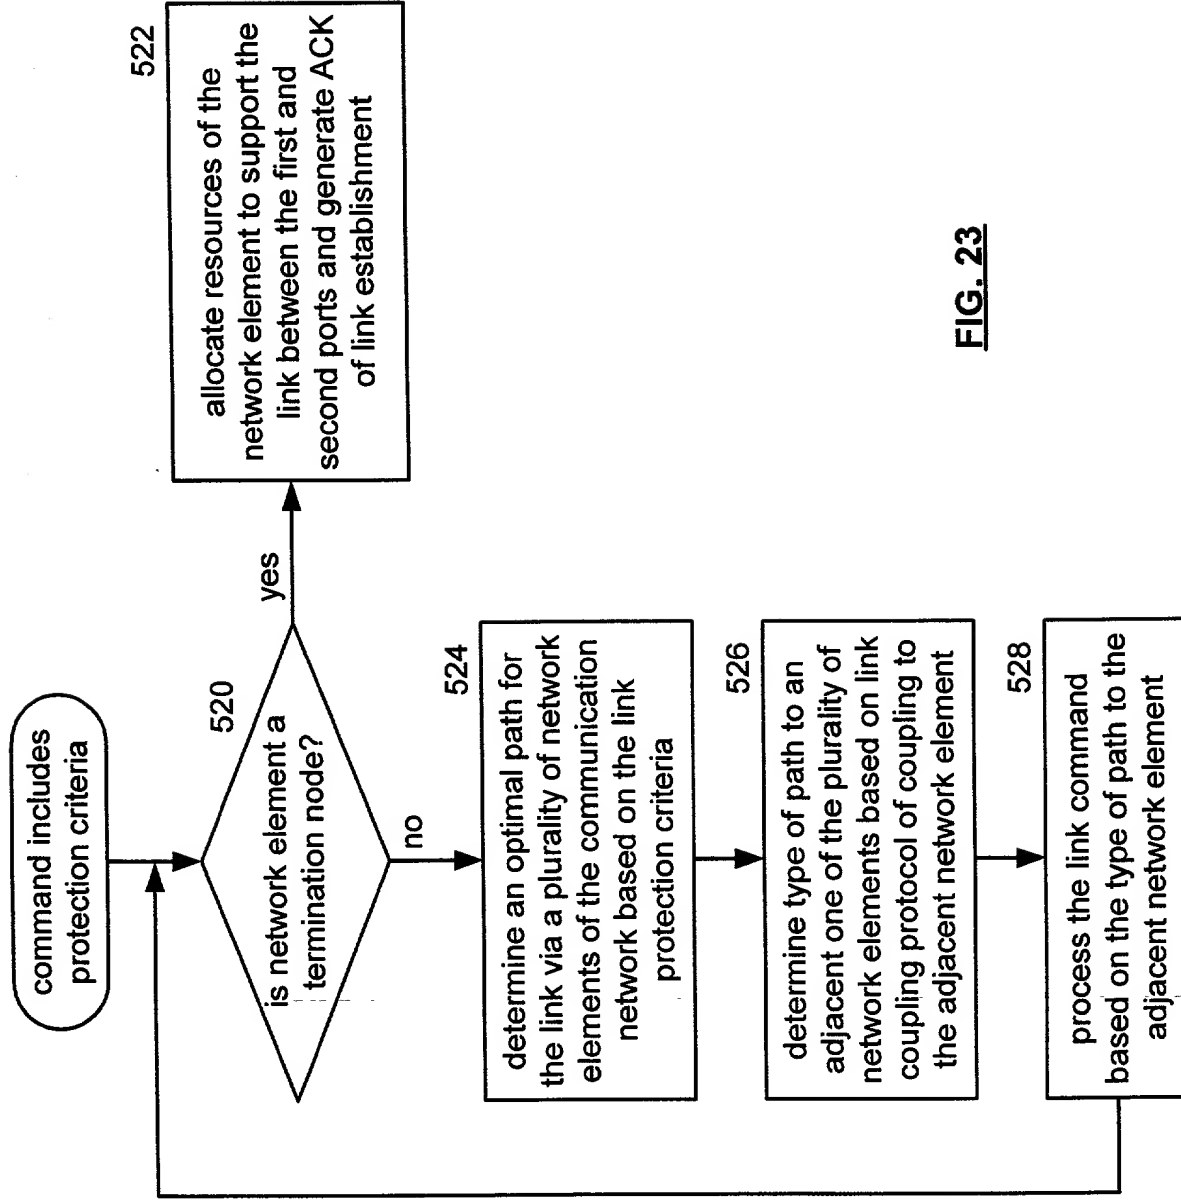 command includes
protection criteria
520
is network element a
termination node?
yes
522
allocate resources of the
network element to support the
link between the first and
second ports and generate ACK
of link establishment
no
524
determine an optimal path for
the link via a plurality of network
elements of the communication
network based on the link
protection criteria
526
determine type of path to an
adjacent one of the plurality of
network elements based on link
coupling protocol of coupling to
the adjacent network element
528
process the link command
based on the type of path to the
adjacent network element
FIG. 23